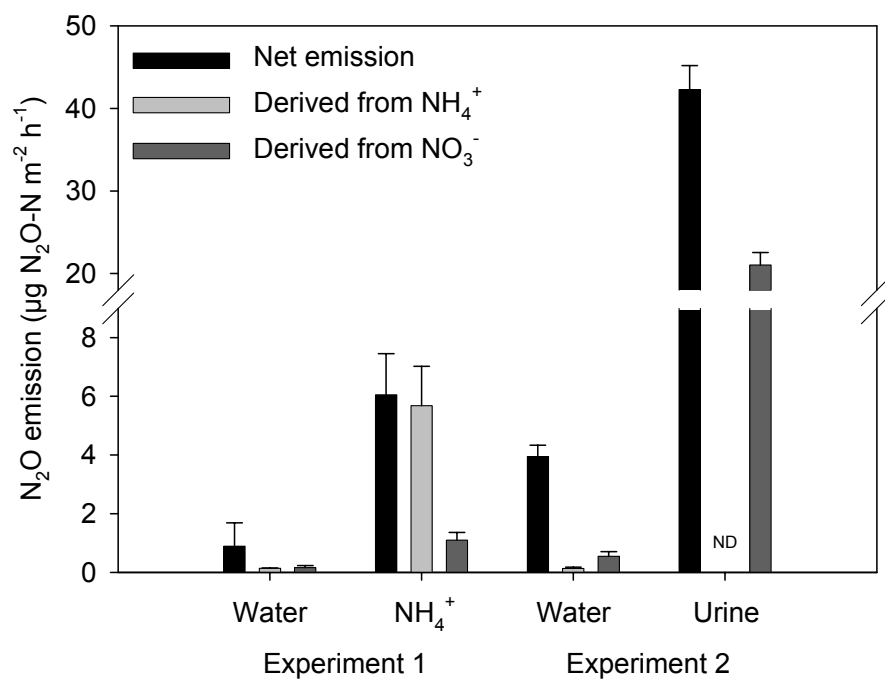 N₂O emission (µg N₂O-N m⁻² h⁻¹)
50
40
30
20
8
6
4
2
0
Net emission
Derived from NH₄⁺
Derived from NO₃⁻
ND
Water NH₄⁺ Water Urine
Experiment 1 Experiment 2